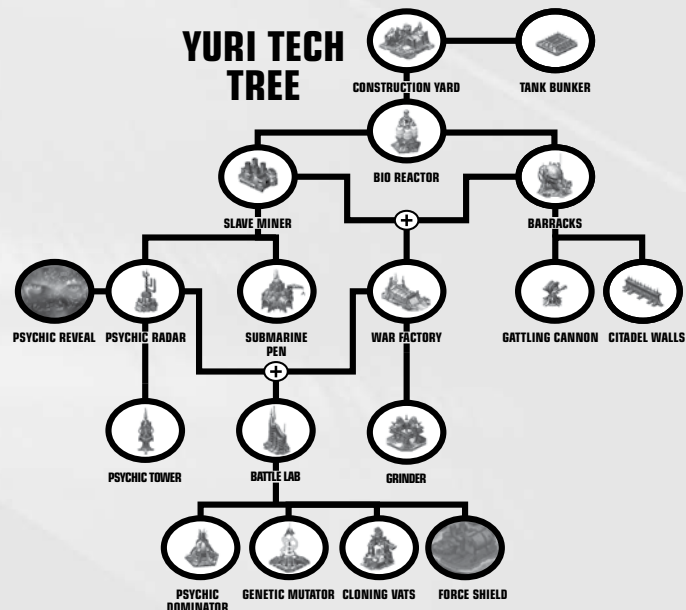 YURI TECH
TREE
CONSTRUCTION YARD
TANK BUNKER
BIO REACTOR
SLAVE MINER
BARRACKS
+
PSYCHIC REVEAL
PSYCHIC RADAR
SUBMARINE
PEN
WAR FACTORY
GATTLING CANNON
CITADEL WALLS
+
PSYCHIC TOWER
BATTLE LAB
GRINDER
PSYCHIC
DOMINATOR
GENETIC MUTATOR
CLONING VATS
FORCE SHIELD